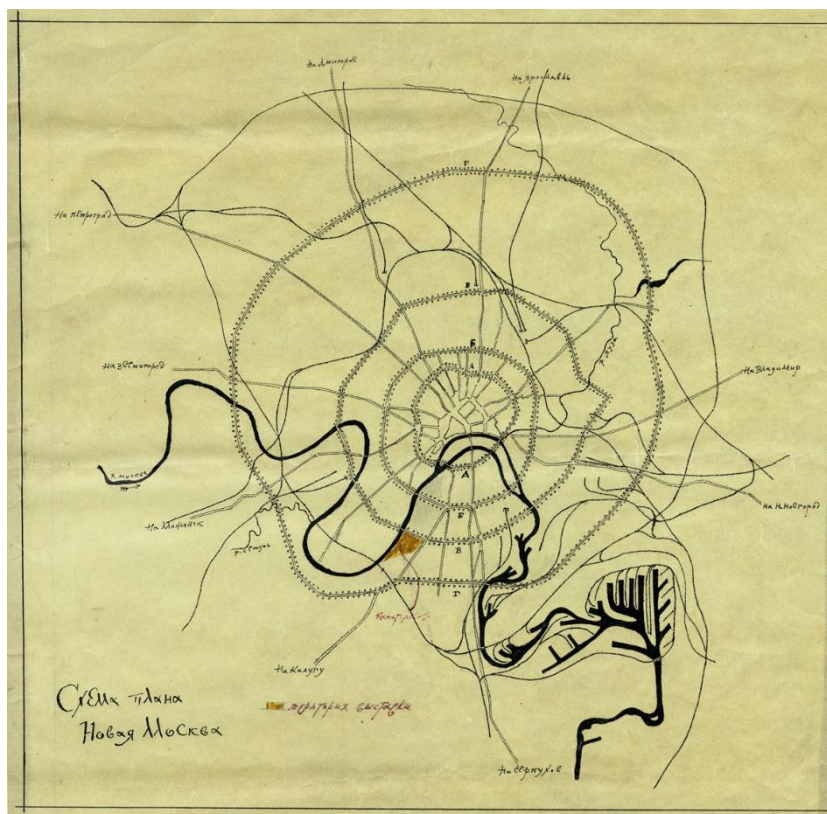 На Дмитров
На Ярославль
Г
На Петроград
В
Б
А
На Звенигород
На Владимир
р. Москва
А
На Н.Новгород
Б
На Можайск
В
р. Сетунь
Г
На Калугу
Схема плана
Новая Москва
территория выставки
На Серпухов